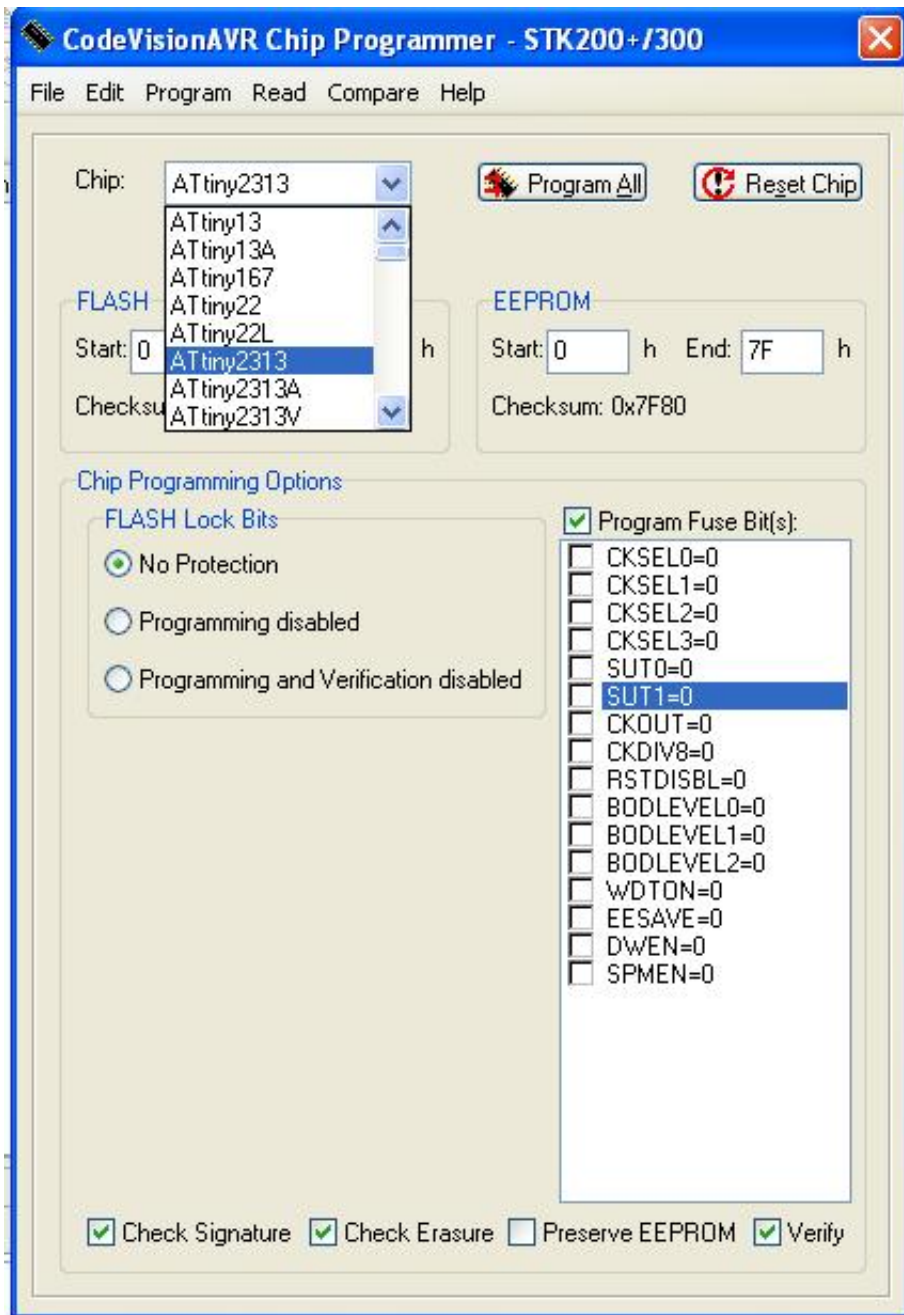 CodeVisionAVR Chip Programmer - STK200+/300
File Edit Program Read Compare Help
Chip: ATtiny2313 Program All Reset Chip
ATtiny13
ATtiny13A
ATtiny167
ATtiny22
ATtiny22L
ATtiny2313
ATtiny2313A
ATtiny2313V
FLASH
Start: 0 h
Checksu
EEPROM
Start: 0 h End: 7F h
Checksum: 0x7F80
Chip Programming Options
FLASH Lock Bits
No Protection
Programming disabled
Programming and Verification disabled
Program Fuse Bit(s):
CKSEL0=0
CKSEL1=0
CKSEL2=0
CKSEL3=0
SUT0=0
SUT1=0
CKOUT=0
CKDIV8=0
RSTDISBL=0
BODLEVEL0=0
BODLEVEL1=0
BODLEVEL2=0
WDTON=0
EESAVE=0
DWEN=0
SPMEN=0
Check Signature Check Erasure Preserve EEPROM Verify